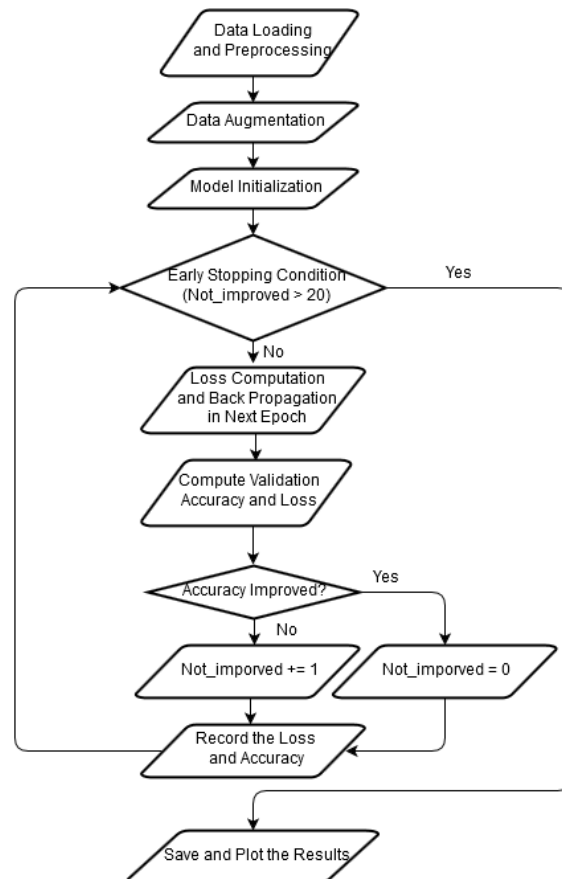 Data Loading
and Preprocessing
Data Augmentation
Model Initialization
Early Stopping Condition
(Not_improved > 20)
Yes
No
Loss Computation
and Back Propagation
in Next Epoch
Compute Validation
Accuracy and Loss
Accuracy Improved?
Yes
No
Not_imporved += 1
Not_imporved = 0
Record the Loss
and Accuracy
Save and Plot the Results